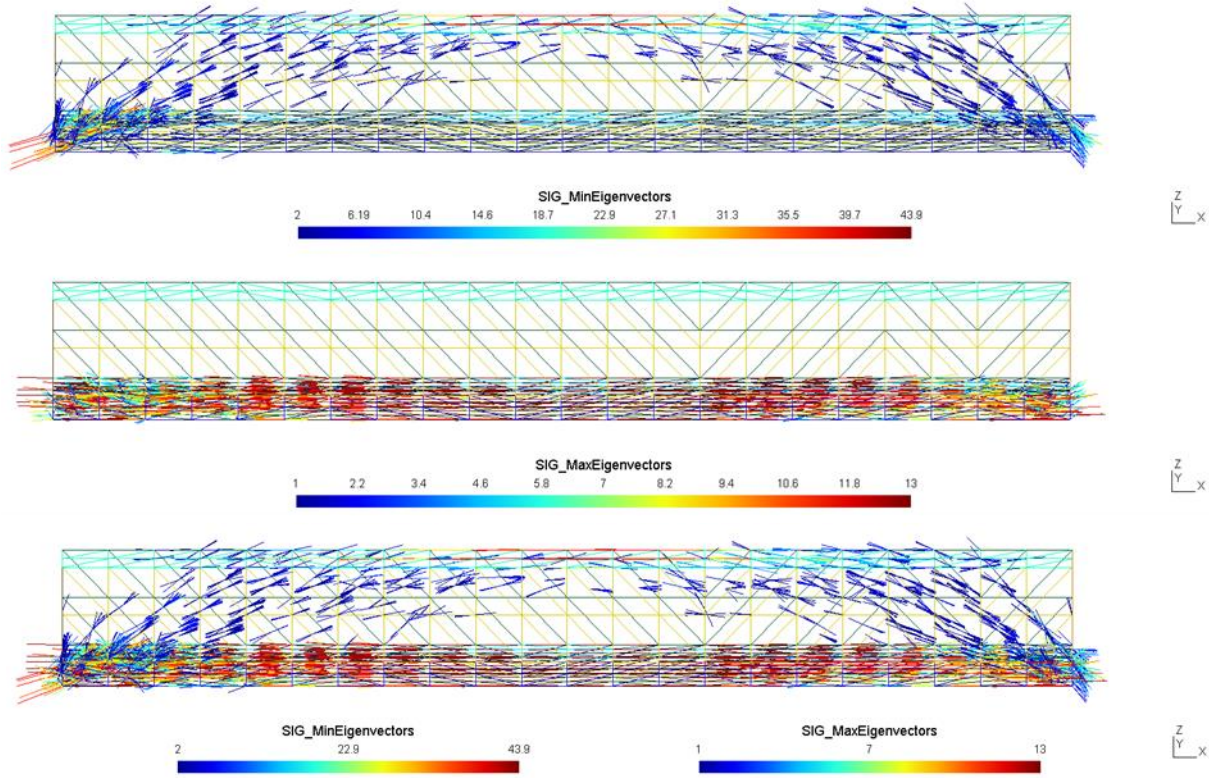 SIG_MinEigenvectors
2 6.19 10.4 14.6 18.7 22.9 27.1 31.3 35.5 39.7 43.9
Z
Y X
SIG_MaxEigenvectors
1 2.2 3.4 4.6 5.8 7 8.2 9.4 10.6 11.8 13
Z
Y X
SIG_MinEigenvectors SIG_MaxEigenvectors
2 22.9 43.9 1 7 13
Z
Y X